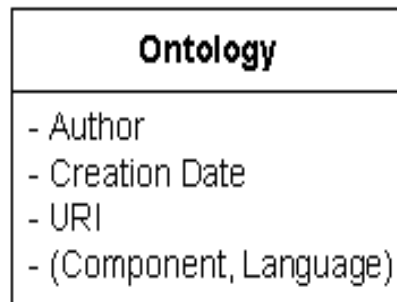 Ontology
- Author
- Creation Date
- URI
- (Component, Language)